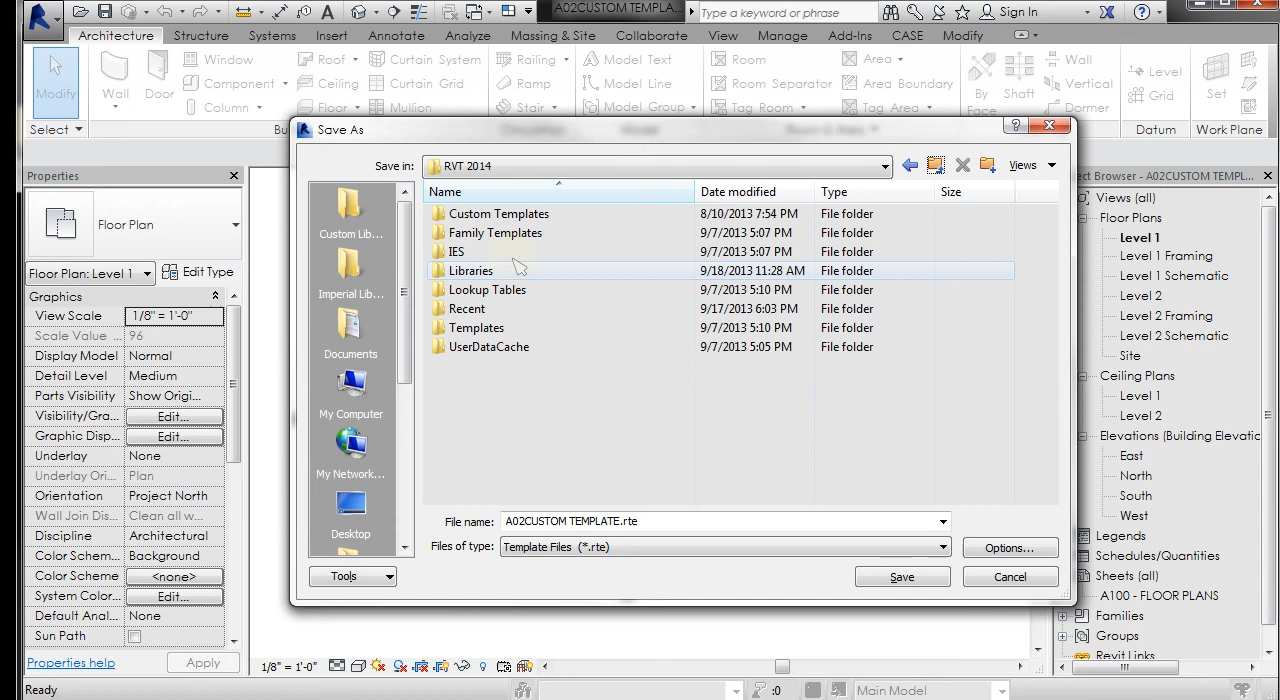 A02CUSTOM TEMPLA...
Type a keyword or phrase
Sign In
Architecture Structure Systems Insert Annotate Analyze Massing & Site Collaborate View Manage Add-Ins CASE Modify
Modify
Wall
Door
Window
Component
Column
Roof
Ceiling
Floor
Curtain System
Curtain Grid
Mullion
Railing
Ramp
Stair
Model Text
Model Line
Model Group
Room
Room Separator
Tag Room
Area
Area Boundary
Tag Area
By
Face
Shaft
Wall
Vertical
Dormer
Level
Grid
Set
Select
Bu
Datum
Work Plane
Properties
Floor Plan
Floor Plan: Level 1
Edit Type
Graphics
View Scale 1/8" = 1'-0"
Scale Value ... 96
Display Model Normal
Detail Level Medium
Parts Visibility Show Origi...
Visibility/Gra... Edit...
Graphic Disp... Edit...
Underlay None
Underlay Ori... Plan
Orientation Project North
Wall Join Dis... Clean all w...
Discipline Architectural
Color Schem... Background
Color Scheme <none>
System Color... Edit...
Default Anal... None
Sun Path
Properties help
Apply
Save As
Save in: RVT 2014
Views
Name Date modified Type Size
Custom Templates 8/10/2013 7:54 PM File folder
Family Templates 9/7/2013 5:07 PM File folder
IES 9/7/2013 5:07 PM File folder
Libraries 9/18/2013 11:28 AM File folder
Lookup Tables 9/7/2013 5:10 PM File folder
Recent 9/17/2013 6:03 PM File folder
Templates 9/7/2013 5:10 PM File folder
UserDataCache 9/7/2013 5:05 PM File folder
Custom Lib...
Imperial Lib...
Documents
My Computer
My Network...
Desktop
File name: A02CUSTOM TEMPLATE.rte
Files of type: Template Files (*.rte)
Options...
Tools
Save
Cancel
ect Browser - A02CUSTOM TEMPL...
Views (all)
Floor Plans
Level 1
Level 1 Framing
Level 1 Schematic
Level 2
Level 2 Framing
Level 2 Schematic
Site
Ceiling Plans
Level 1
Level 2
Elevations (Building Elevatic
East
North
South
West
Legends
Schedules/Quantities
Sheets (all)
A100 - FLOOR PLANS
Families
Groups
Revit Links
1/8" = 1'-0"
Ready
:0
Main Model